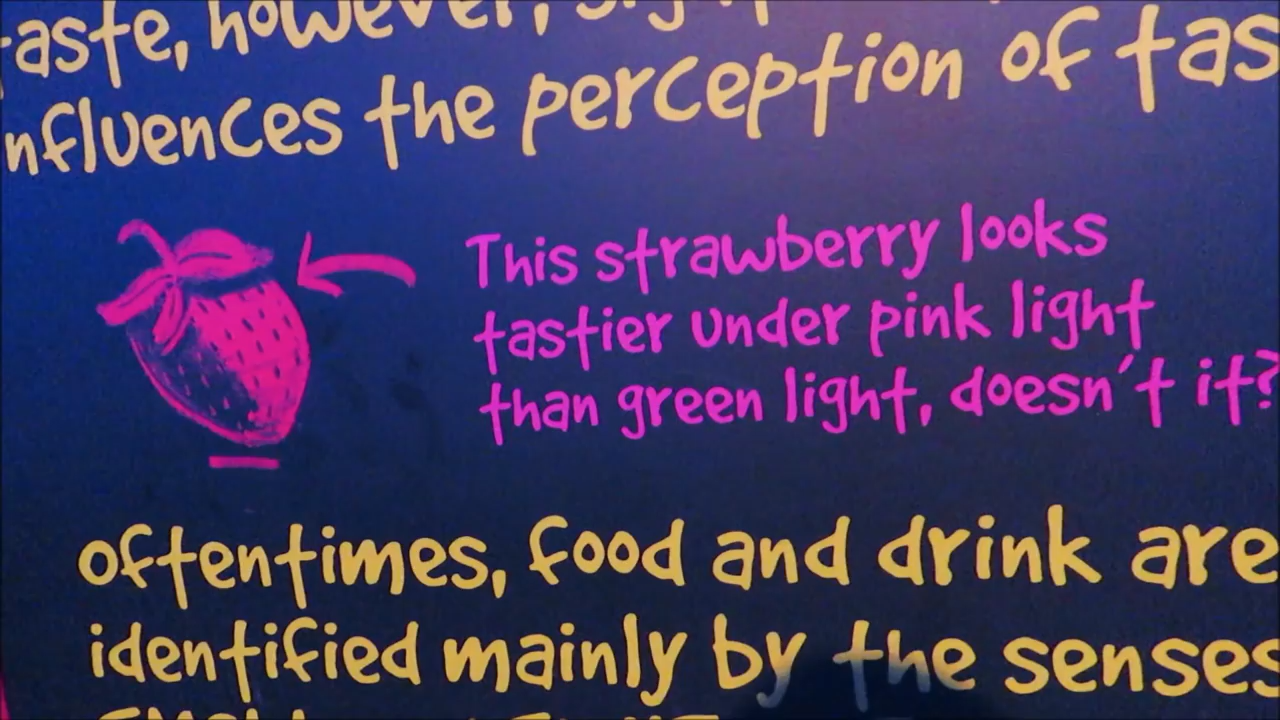 taste, however,
influences the perception of
This strawberry looks
tastier under pink light
than green light, doesn't it?
oftentimes, food and drink are
identified mainly by the senses